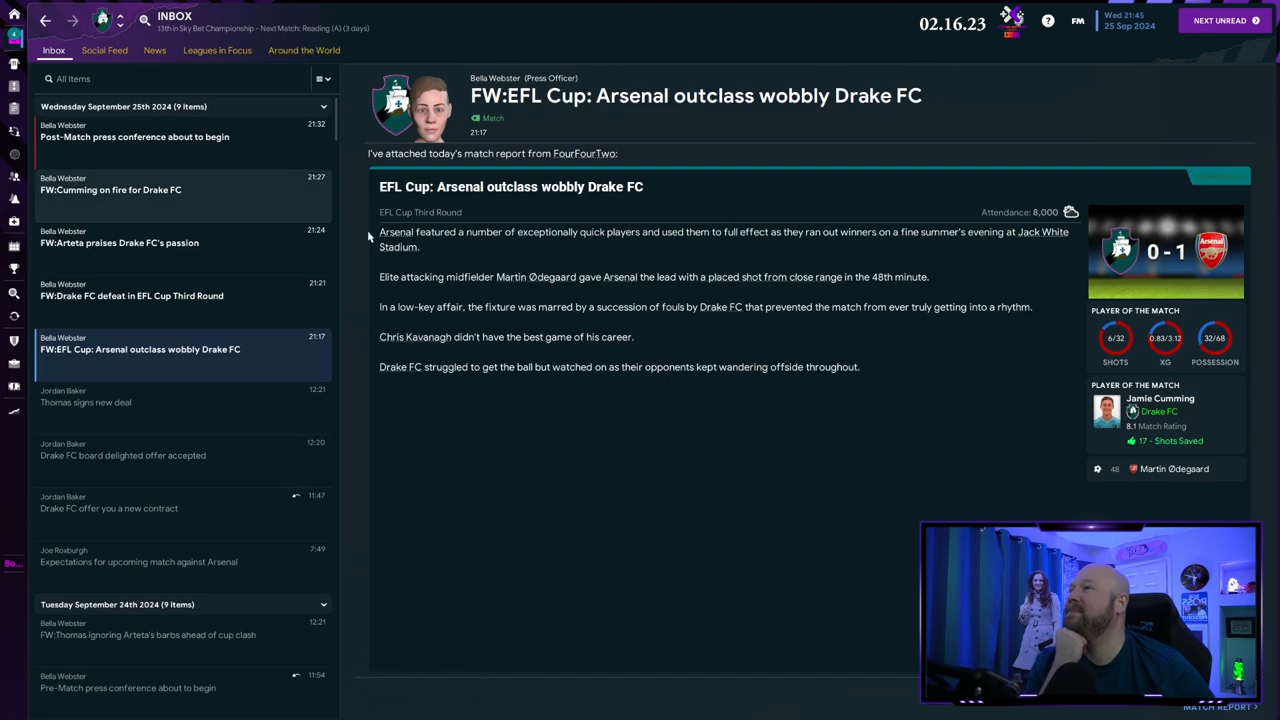 INBOX
13th in Sky Bet Championship - Next Match: Reading (A) (3 days)
02.16.23
FM
Wed 21:45
25 Sep 2024
NEXT UNREAD
Inbox
Social Feed
News
Leagues in Focus
Around the World
All Items
Wednesday September 25th 2024 (9 items)
Bella Webster
21:32
Post-Match press conference about to begin
Bella Webster
21:27
FW:Cumming on fire for Drake FC
Bella Webster
21:24
FW:Arteta praises Drake FC's passion
Bella Webster
21:21
FW:Drake FC defeat in EFL Cup Third Round
Bella Webster
21:17
FW:EFL Cup: Arsenal outclass wobbly Drake FC
Jordan Baker
12:21
Thomas signs new deal
Jordan Baker
12:20
Drake FC board delighted offer accepted
Jordan Baker
11:47
Drake FC offer you a new contract
Joe Roxburgh
7:49
Expectations for upcoming match against Arsenal
Tuesday September 24th 2024 (9 items)
Bella Webster
12:21
FW:Thomas ignoring Arteta's barbs ahead of cup clash
Bella Webster
11:54
Pre-Match press conference about to begin
Bella Webster (Press Officer)
FW:EFL Cup: Arsenal outclass wobbly Drake FC
Match
21:17
I've attached today's match report from FourFourTwo:
EFL Cup: Arsenal outclass wobbly Drake FC
EFL Cup Third Round
Attendance: 8,000
Arsenal featured a number of exceptionally quick players and used them to full effect as they ran out winners on a fine summer's evening at Jack White
Stadium.
Elite attacking midfielder Martin Ødegaard gave Arsenal the lead with a placed shot from close range in the 48th minute.
In a low-key affair, the fixture was marred by a succession of fouls by Drake FC that prevented the match from ever truly getting into a rhythm.
Chris Kavanagh didn't have the best game of his career.
Drake FC struggled to get the ball but watched on as their opponents kept wandering offside throughout.
0 - 1
Arsenal
PLAYER OF THE MATCH
6/32
0.83/3.12
32/68
SHOTS
XG
POSSESSION
PLAYER OF THE MATCH
Jamie Cumming
Drake FC
8.1 Match Rating
17 - Shots Saved
48
Martin Ødegaard
MATCH REPORT